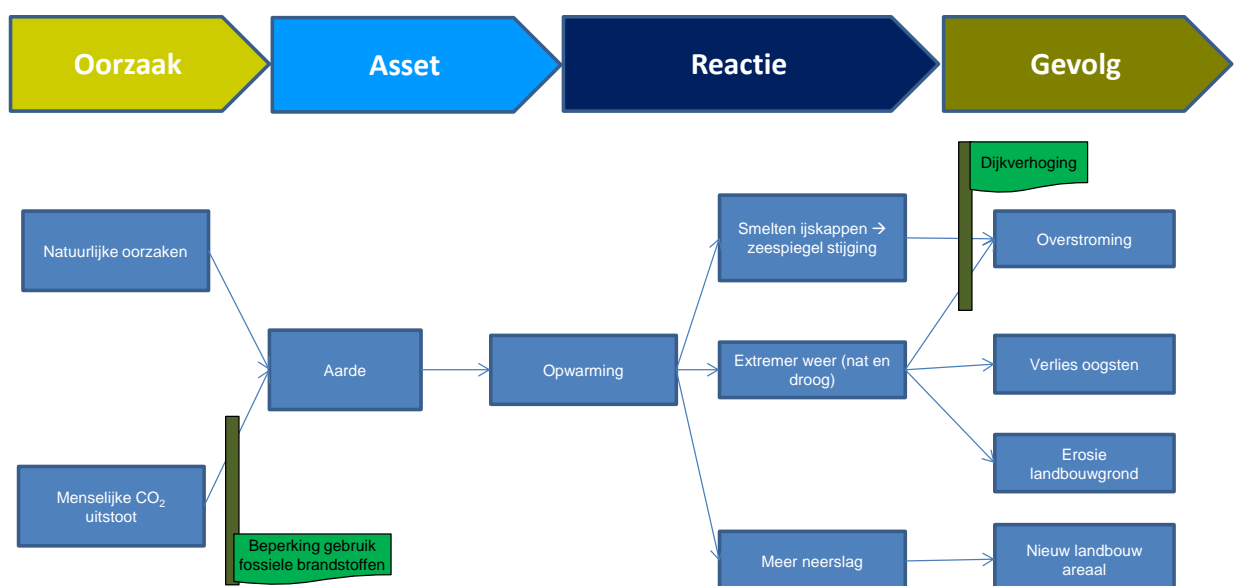 Oorzaak
Asset
Reactie
Gevolg
Dijkverhoging
Natuurlijke oorzaken
Smelten ijskappen →
zeespiegel stijging
Overstroming
Aarde
Opwarming
Extremer weer (nat en
droog)
Verlies oogsten
Erosie
landbouwgrond
Menselijke CO₂
uitstoot
Beperking gebruik
fossiele brandstoffen
Meer neerslag
Nieuw landbouw
areaal